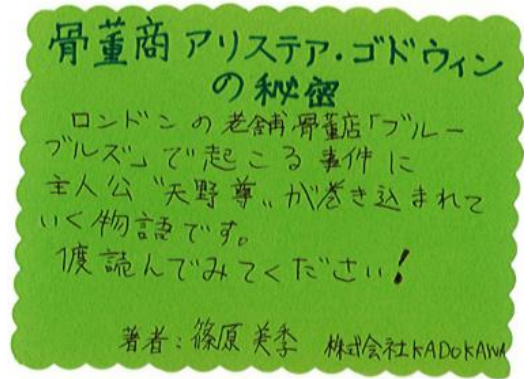 骨董商アリステア・ゴドウィン
の秘密
ロンドンの老舗骨董店「ブルー
ブルズ」で起こる事件に
主人公〝天野尊〟が巻き込まれて
いく物語です。
1度読んでみてください!
著者:篠原美季 株式会社KADOKAWA